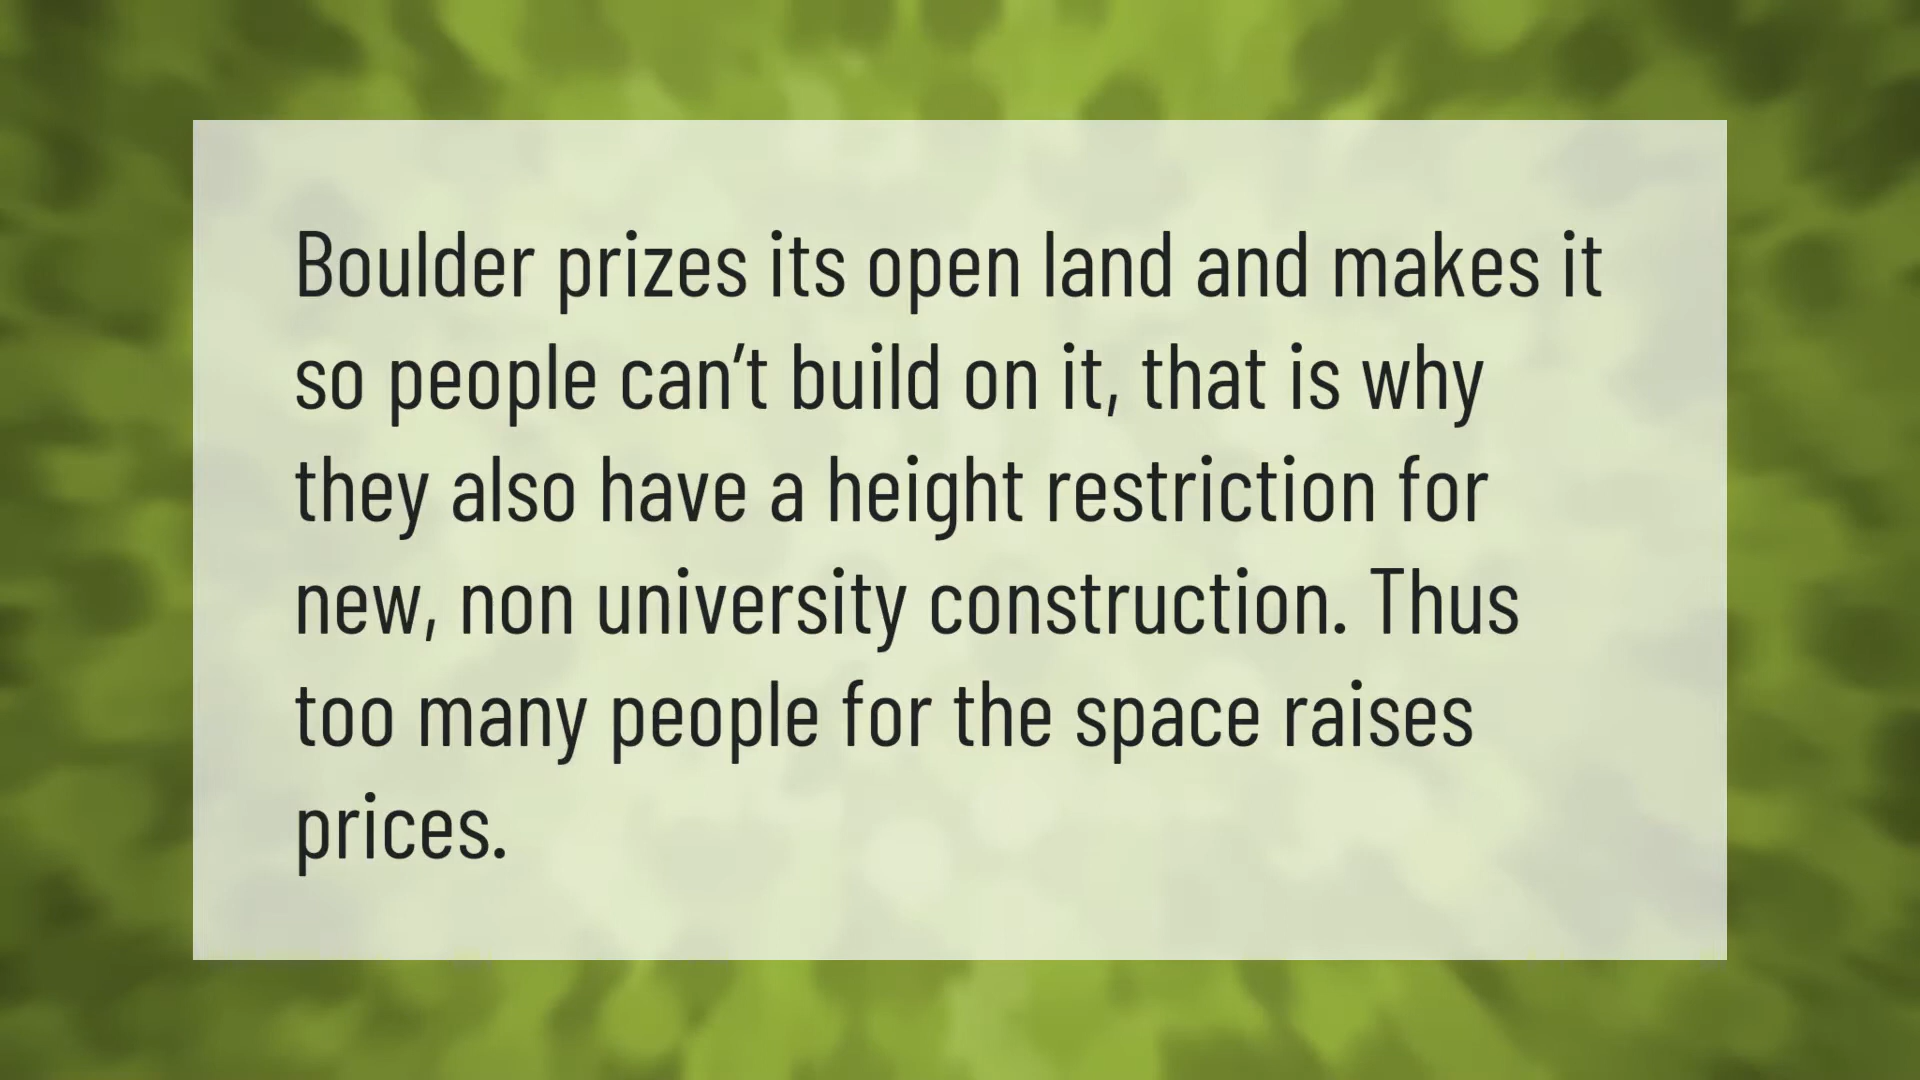 Boulder prizes its open land and makes it
so people can’t build on it, that is why
they also have a height restriction for
new, non university construction. Thus
too many people for the space raises
prices.